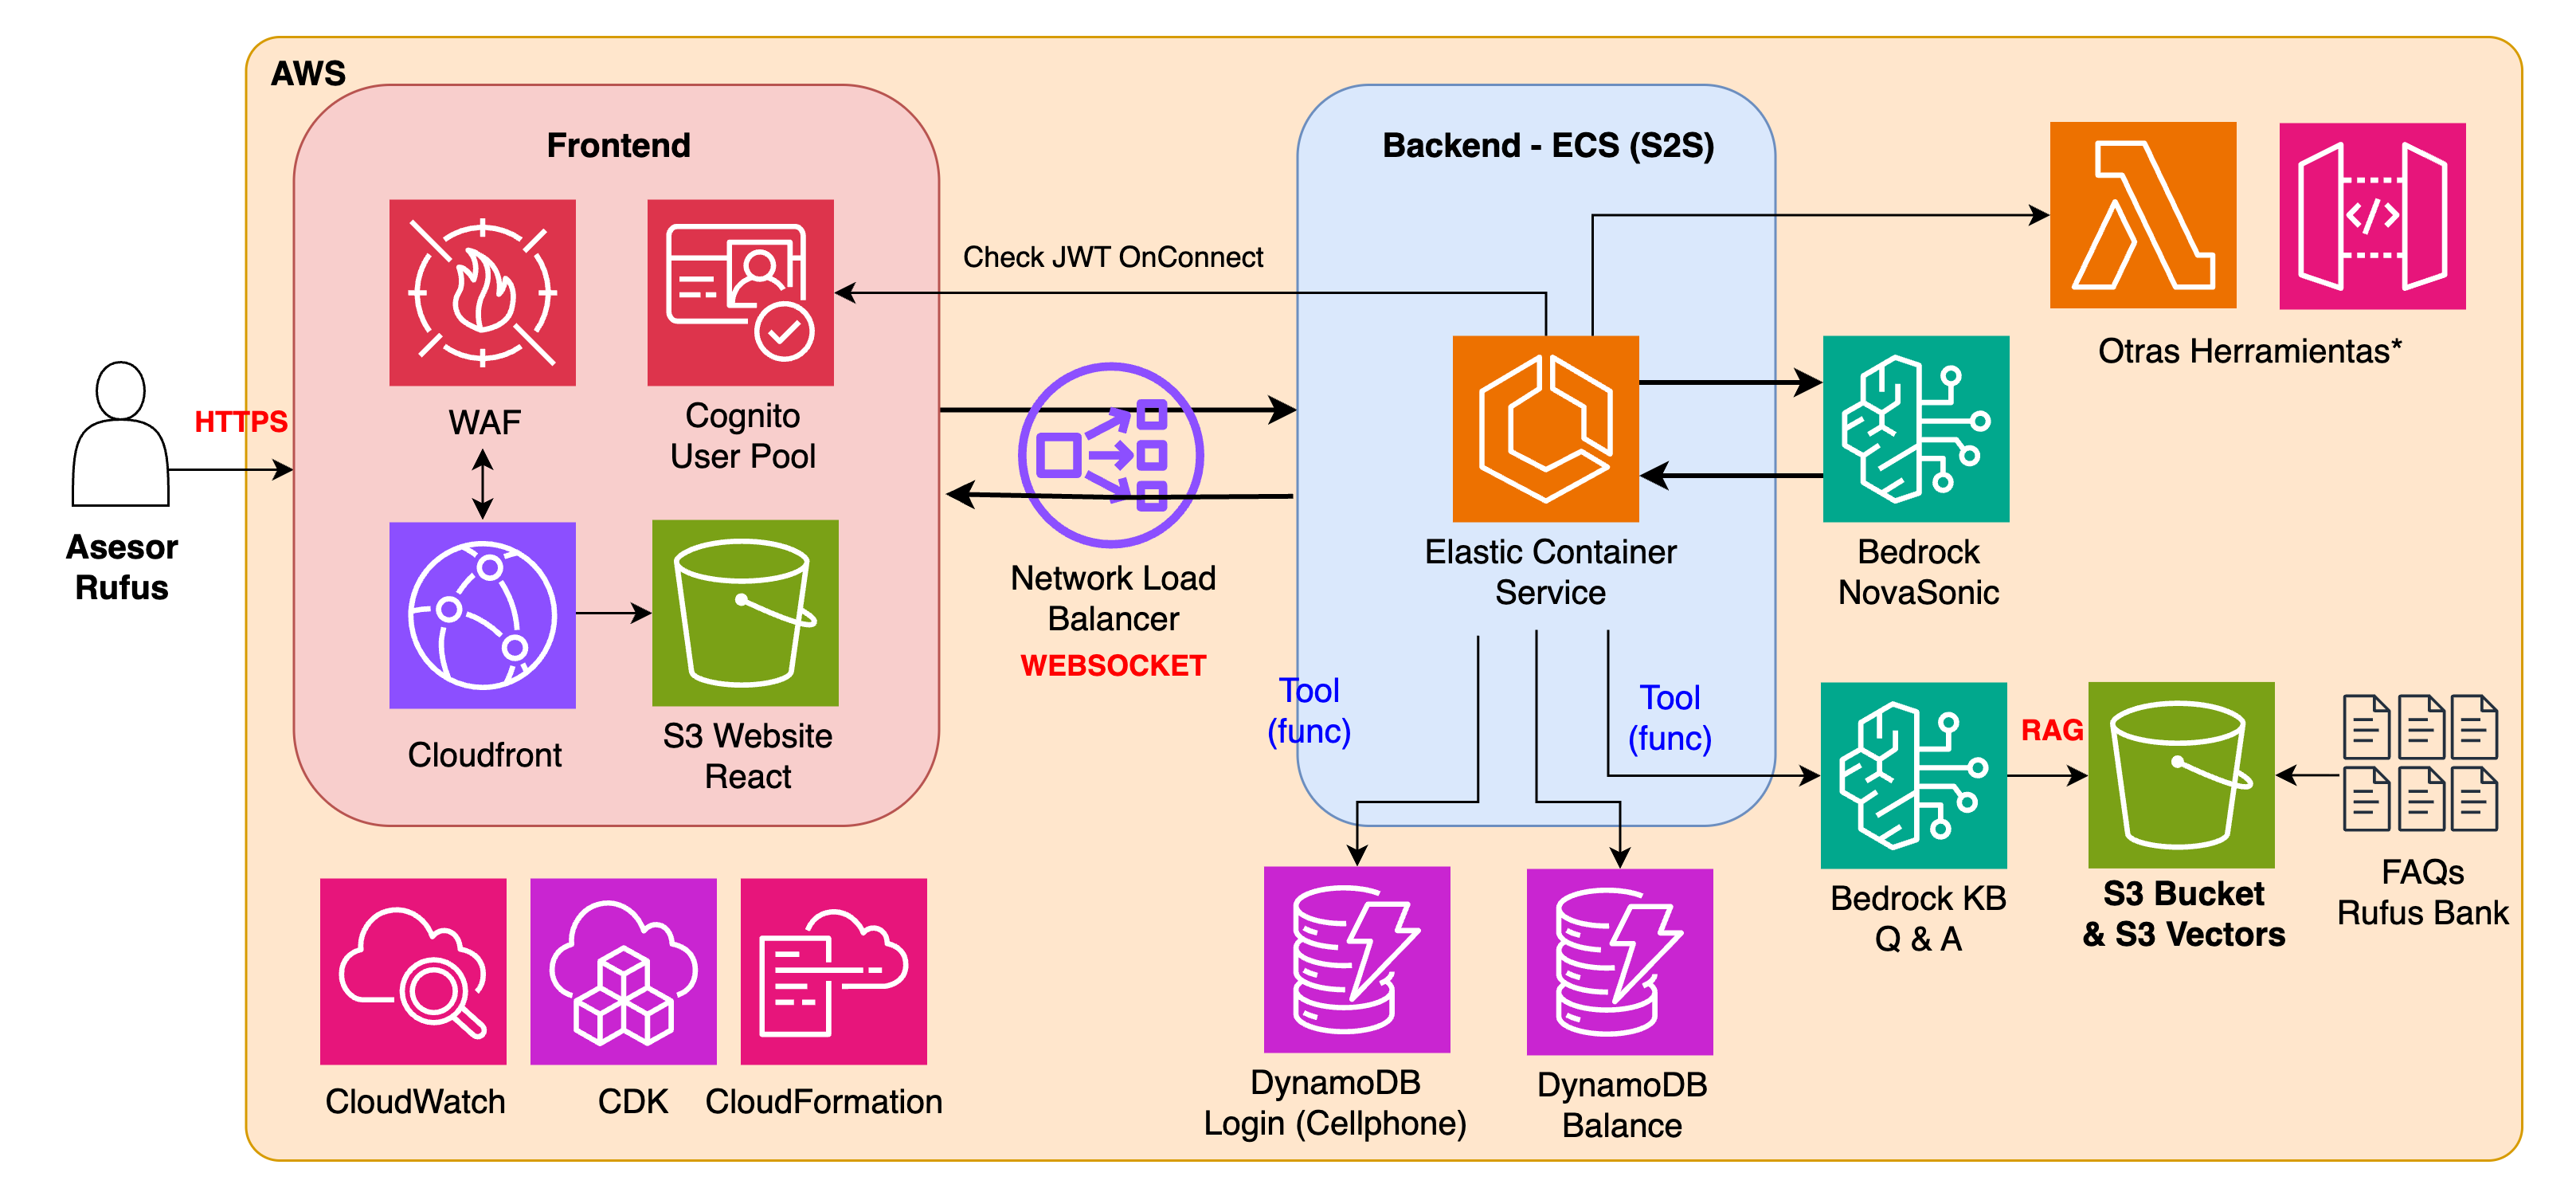 AWS
Frontend
Backend - ECS (S2S)
Check JWT OnConnect
Otras Herramientas*
HTTPS
WAF
Cognito
User Pool
Asesor
Rufus
Network Load
Balancer
WEBSOCKET
Elastic Container
Service
Bedrock
NovaSonic
Cloudfront
S3 Website
React
Tool
(func)
Tool
(func)
RAG
Bedrock KB
Q & A
S3 Bucket
& S3 Vectors
FAQs
Rufus Bank
CloudWatch
CDK
CloudFormation
DynamoDB
Login (Cellphone)
DynamoDB
Balance